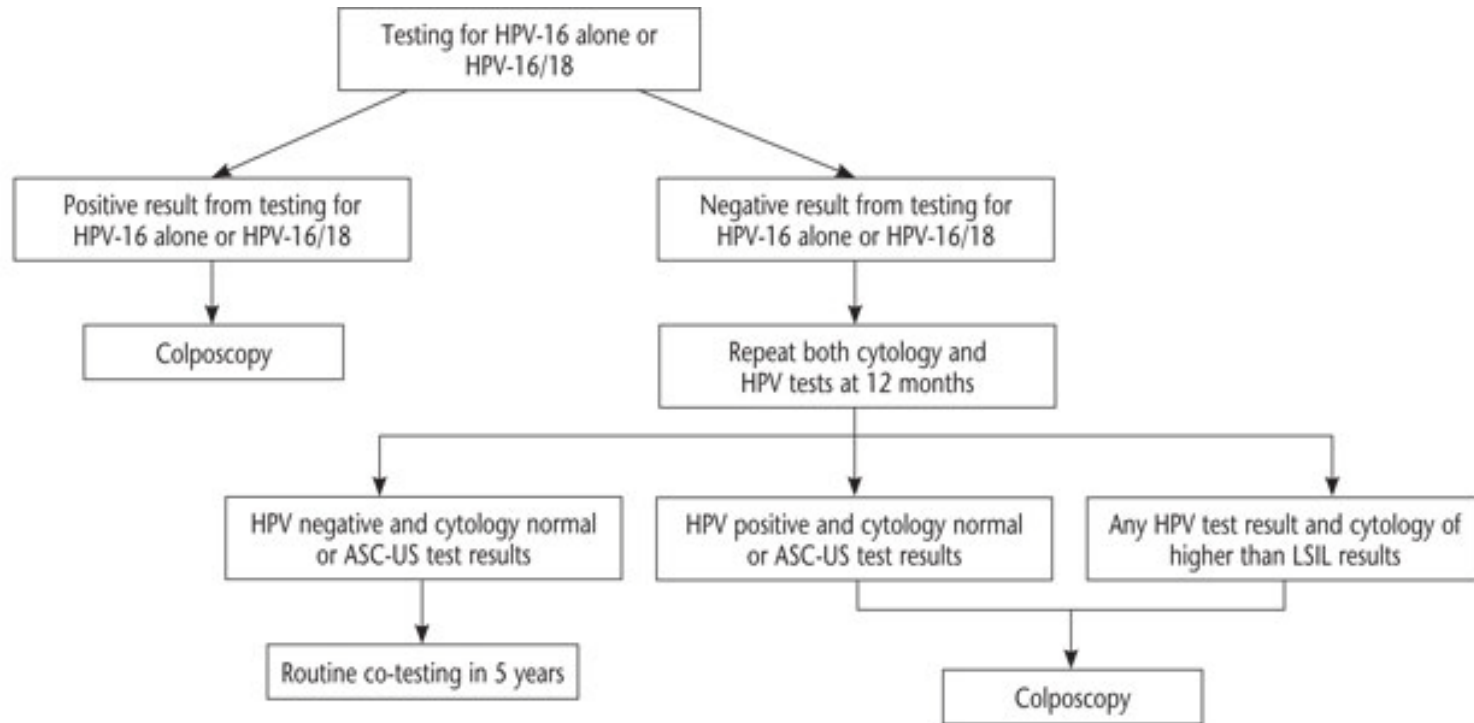 Testing for HPV-16 alone or
HPV-16/18
Positive result from testing for
HPV-16 alone or HPV-16/18
Negative result from testing for
HPV-16 alone or HPV-16/18
Colposcopy
Repeat both cytology and
HPV tests at 12 months
HPV negative and cytology normal
or ASC-US test results
HPV positive and cytology normal
or ASC-US test results
Any HPV test result and cytology of
higher than LSIL results
Routine co-testing in 5 years
Colposcopy